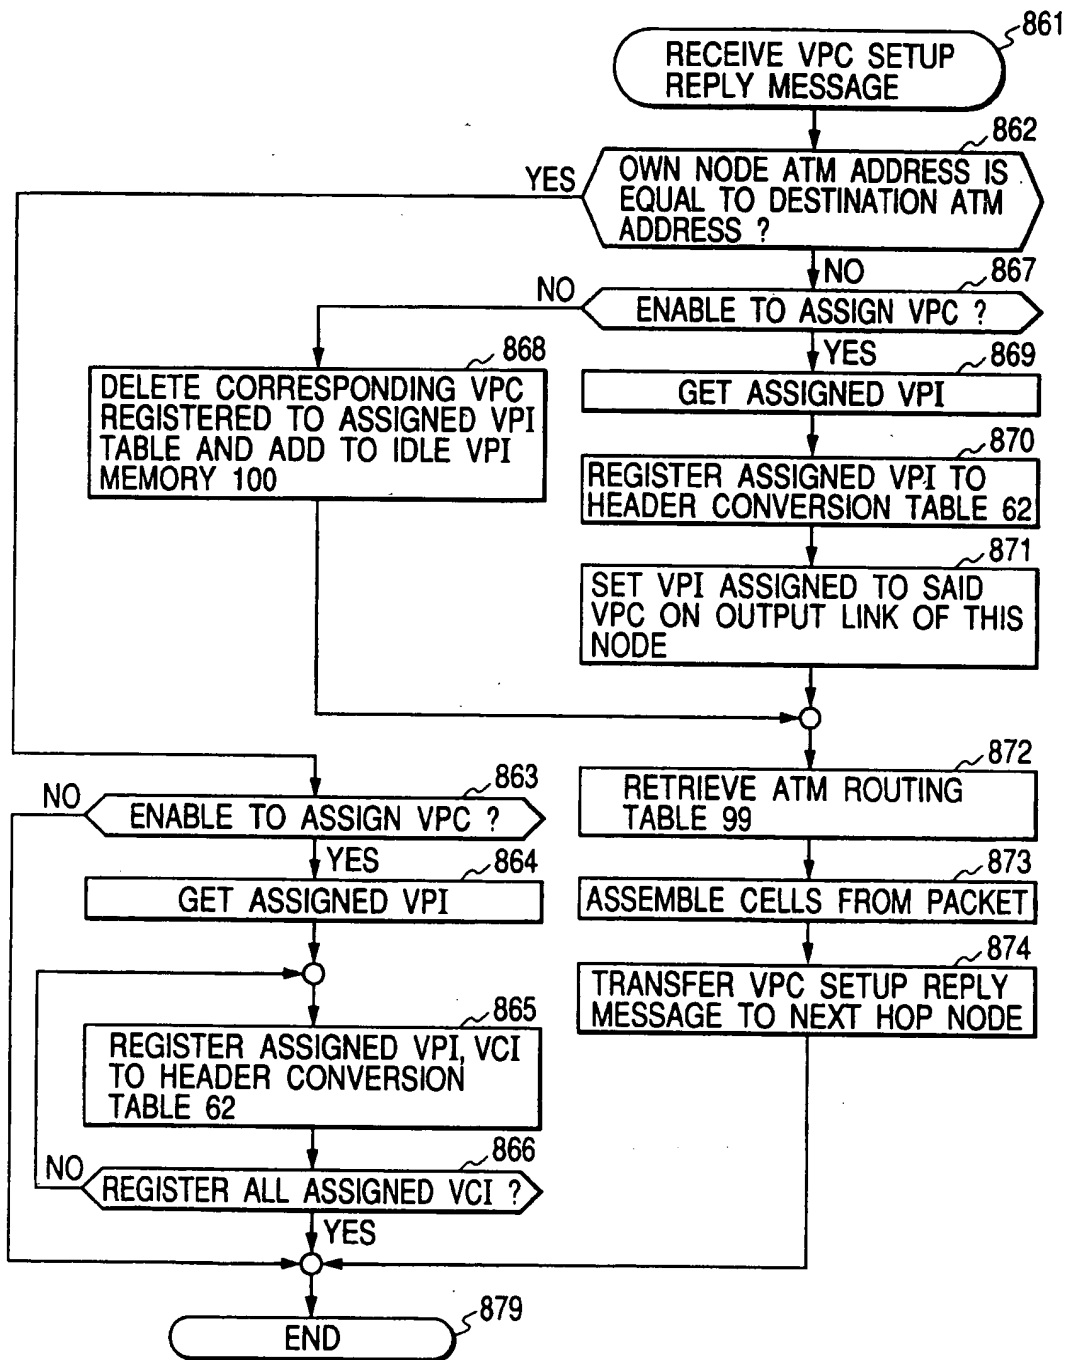 861
RECEIVE VPC SETUP
REPLY MESSAGE
862
OWN NODE ATM ADDRESS IS
EQUAL TO DESTINATION ATM
ADDRESS ?
YES
NO
867
ENABLE TO ASSIGN VPC ?
NO
YES
868
DELETE CORRESPONDING VPC
REGISTERED TO ASSIGNED VPI
TABLE AND ADD TO IDLE VPI
MEMORY 100
869
GET ASSIGNED VPI
870
REGISTER ASSIGNED VPI TO
HEADER CONVERSION TABLE 62
871
SET VPI ASSIGNED TO SAID
VPC ON OUTPUT LINK OF THIS
NODE
872
RETRIEVE ATM ROUTING
TABLE 99
873
ASSEMBLE CELLS FROM PACKET
874
TRANSFER VPC SETUP REPLY
MESSAGE TO NEXT HOP NODE
863
NO
ENABLE TO ASSIGN VPC ?
YES
864
GET ASSIGNED VPI
865
REGISTER ASSIGNED VPI, VCI
TO HEADER CONVERSION
TABLE 62
866
NO
REGISTER ALL ASSIGNED VCI ?
YES
879
END